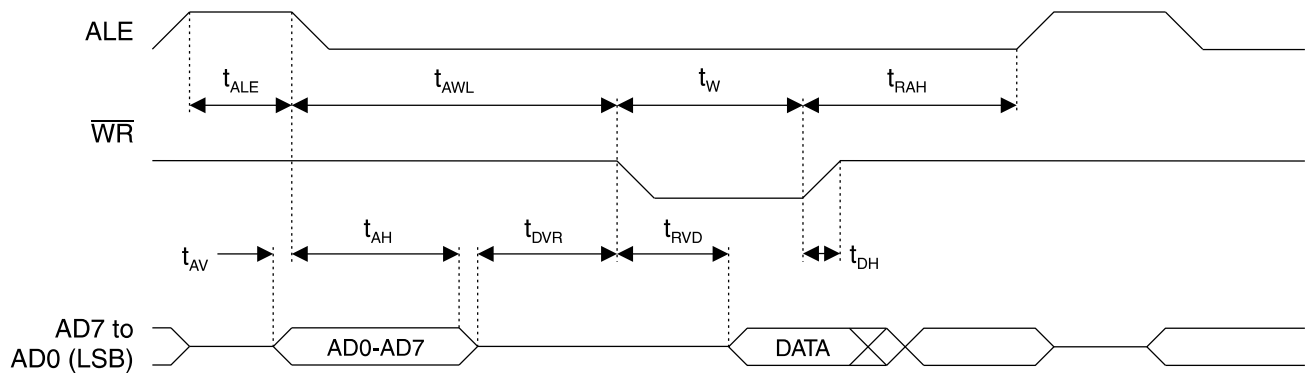 ALE
tALE
tAWL
tW
tRAH
WR
tAV
tAH
tDVR
tRVD
tDH
AD7 to
AD0 (LSB)
AD0-AD7
DATA